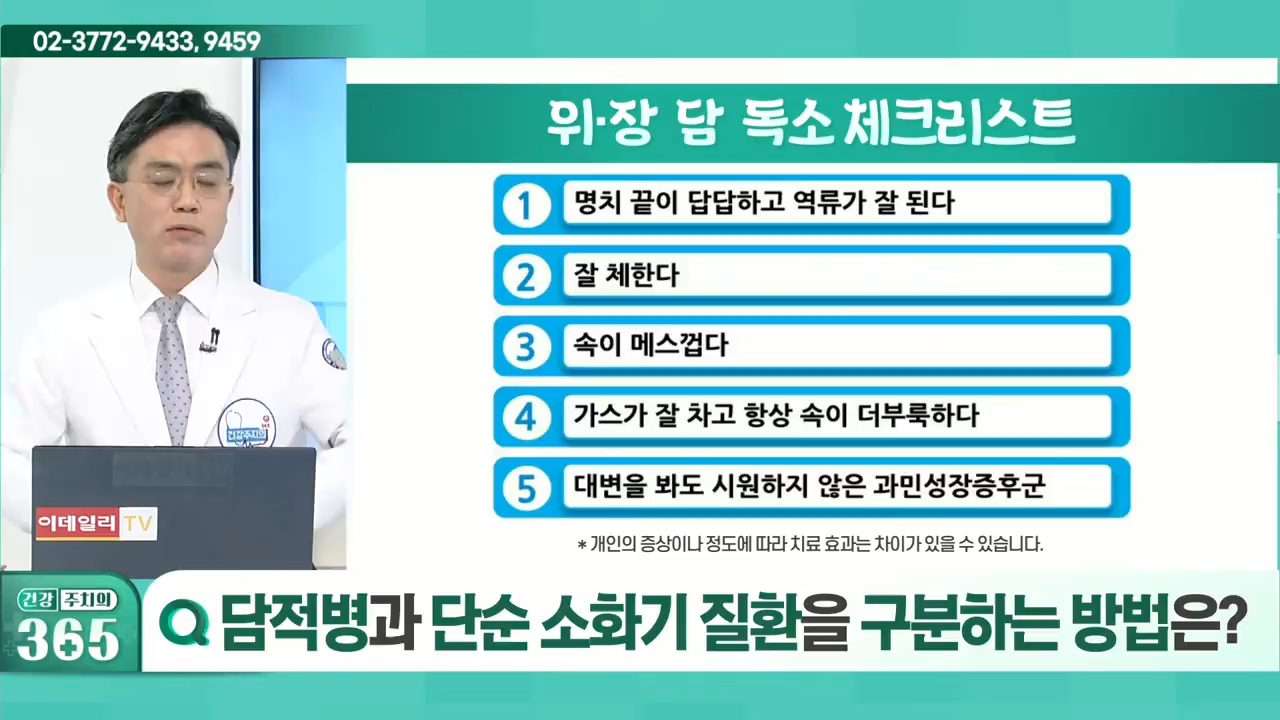 02-3772-9433, 9459
위·장 담 독소 체크리스트
1 명치 끝이 답답하고 역류가 잘 된다
2 잘 체한다
3 속이 메스껍다
4 가스가 잘 차고 항상 속이 더부룩하다
5 대변을 봐도 시원하지 않은 과민성장증후군
* 개인의 증상이나 정도에 따라 치료 효과는 차이가 있을 수 있습니다.
건강주치의
이데일리TV
건강 주치의
365
Q 담적병과 단순 소화기 질환을 구분하는 방법은?